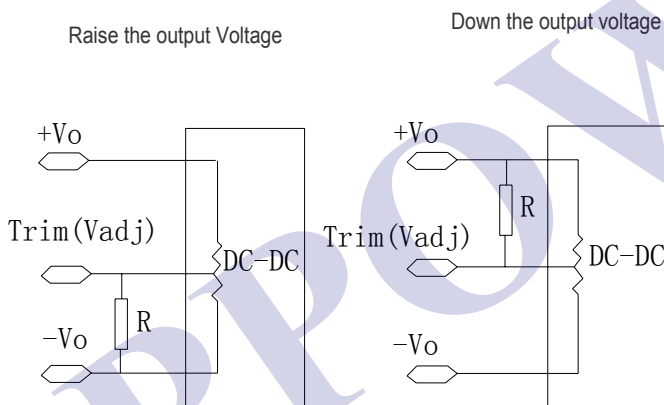 Raise the output Voltage
Down the output voltage
+Vo
Trim(Vadj)
DC-DC
R
-Vo
+Vo
R
Trim(Vadj)
DC-DC
-Vo